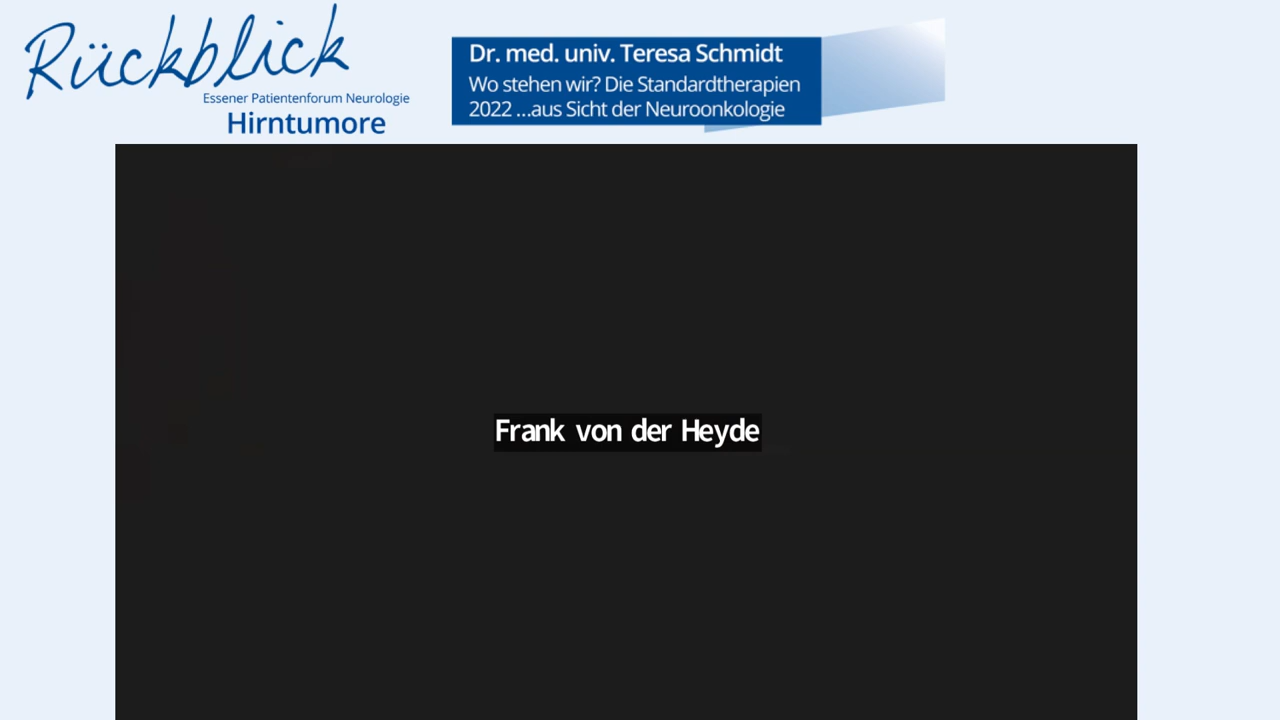 Rückblick
Essener Patientenforum Neurologie
Hirntumore
Dr. med. univ. Teresa Schmidt
Wo stehen wir? Die Standardtherapien
2022 ...aus Sicht der Neuroonkologie
Frank von der Heyde